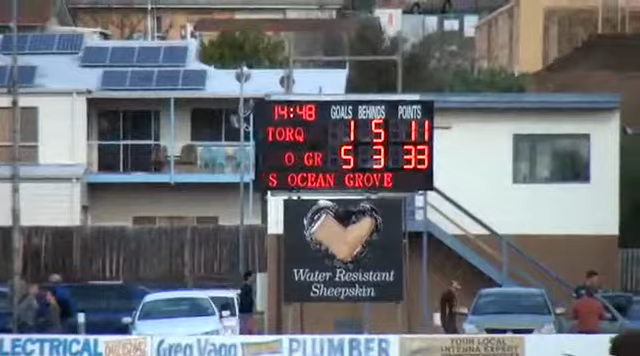 14:48 GOALS BEHINDS POINTS
TORQ 1 5 11
O GR 5 3 33
S OCEAN GROVE
Water Resistant
Sheepskin
ELECTRICAL Greg Vagg PLUMBER YOUR LOCAL
ANTENNA EXPERT